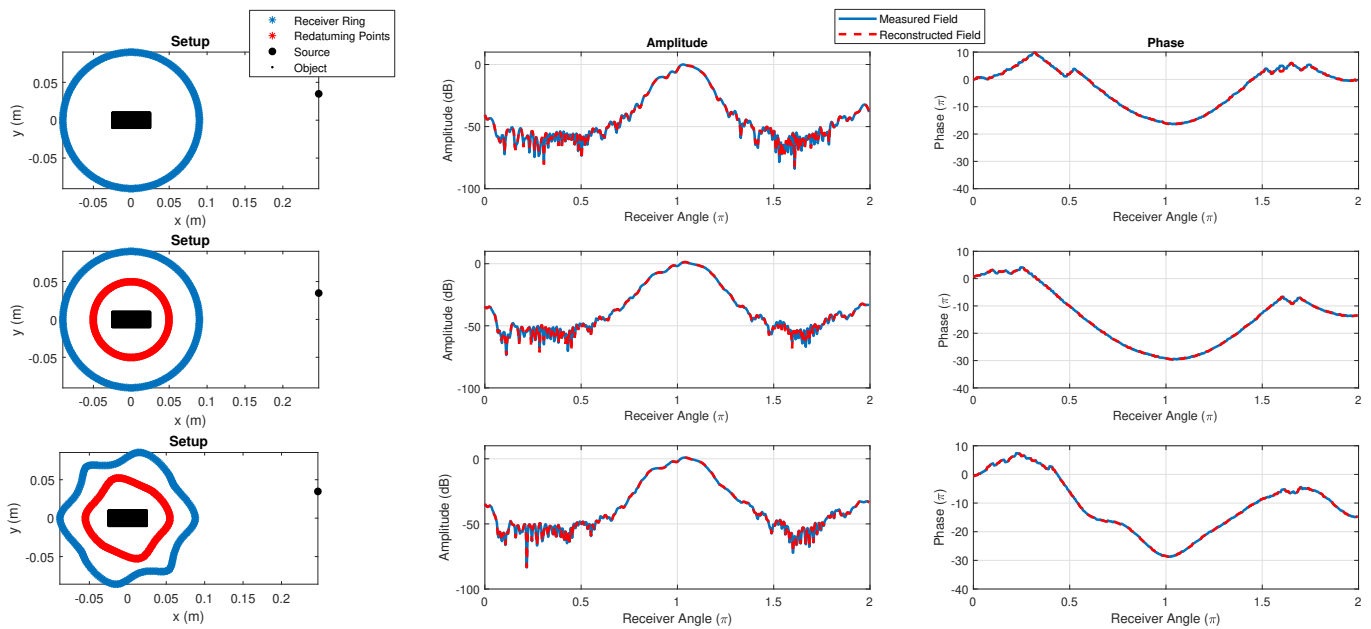 Receiver Ring
Redatuming Points
Source
Object
Measured Field
Reconstructed Field
Setup
0.05
0
-0.05
y (m)
-0.05 0 0.05 0.1 0.15 0.2
x (m)
Amplitude
0
-50
-100
Amplitude (dB)
0 0.5 1 1.5 2
Receiver Angle (π)
Phase
10
0
-10
-20
-30
-40
Phase (π)
0 0.5 1 1.5 2
Receiver Angle (π)
Setup
0.05
0
-0.05
y (m)
-0.05 0 0.05 0.1 0.15 0.2
x (m)
0
-50
-100
Amplitude (dB)
0 0.5 1 1.5 2
Receiver Angle (π)
10
0
-10
-20
-30
-40
Phase (π)
0 0.5 1 1.5 2
Receiver Angle (π)
Setup
0.05
0
-0.05
y (m)
-0.05 0 0.05 0.1 0.15 0.2
x (m)
0
-50
-100
Amplitude (dB)
0 0.5 1 1.5 2
Receiver Angle (π)
10
0
-10
-20
-30
-40
Phase (π)
0 0.5 1 1.5 2
Receiver Angle (π)